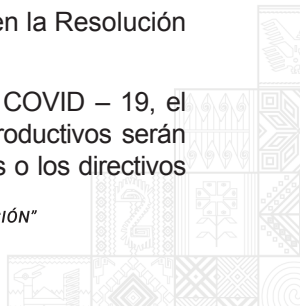 en la Resolución
COVID – 19, el
roductivos serán
s o los directivos
IÓN"